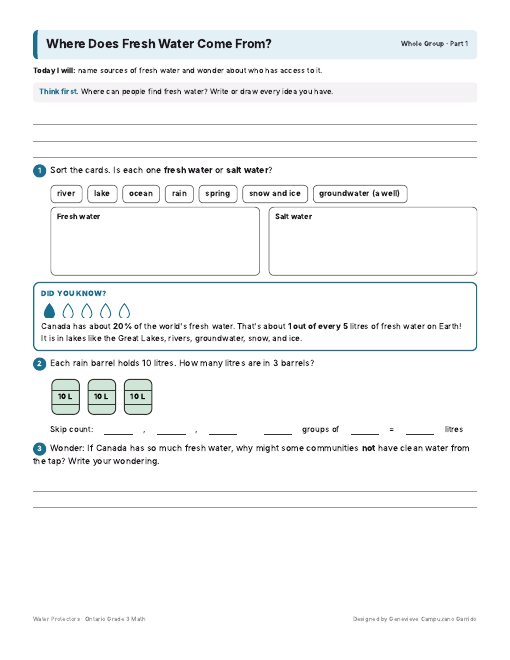 Where Does Fresh Water Come From?
Whole Group · Part 1
Today I will: name sources of fresh water and wonder about who has access to it.
Think first. Where can people find fresh water? Write or draw every idea you have.
1 Sort the cards. Is each one fresh water or salt water?
river lake ocean rain spring snow and ice groundwater (a well)
Fresh water
Salt water
DID YOU KNOW?
Canada has about 20% of the world's fresh water. That's about 1 out of every 5 litres of fresh water on Earth!
It is in lakes like the Great Lakes, rivers, groundwater, snow, and ice.
2 Each rain barrel holds 10 litres. How many litres are in 3 barrels?
10 L 10 L 10 L
Skip count: ____ , ____ , ____ ____ groups of ____ = ____ litres
3 Wonder: If Canada has so much fresh water, why might some communities not have clean water from
the tap? Write your wondering.
Water Protectors · Ontario Grade 3 Math
Designed by Genevieve Campuzano Garrido